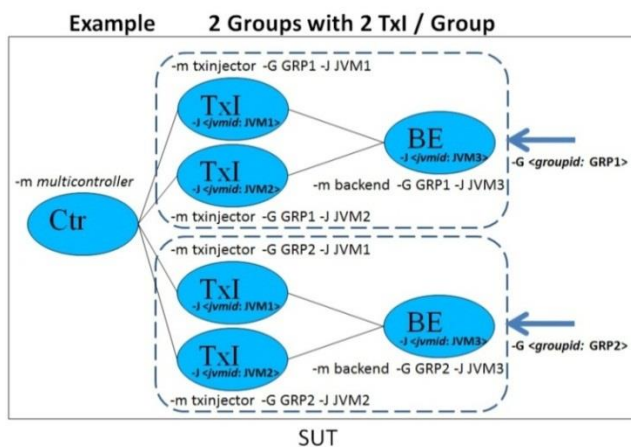 Example 2 Groups with 2 TxI / Group
-m txinjector -G GRP1 -J JVM1
TxI
-J <jvmid: JVM1>
BE
-J <jvmid: JVM3>
-G <groupid: GRP1>
TxI
-J <jvmid: JVM2>
-m backend -G GRP1 -J JVM3
-m multicontroller
-m txinjector -G GRP1 -J JVM2
Ctr
-m txinjector -G GRP2 -J JVM1
TxI
-J <jvmid: JVM1>
BE
-J <jvmid: JVM3>
-G <groupid: GRP2>
TxI
-J <jvmid: JVM2>
-m backend -G GRP2 -J JVM3
-m txinjector -G GRP2 -J JVM2
SUT